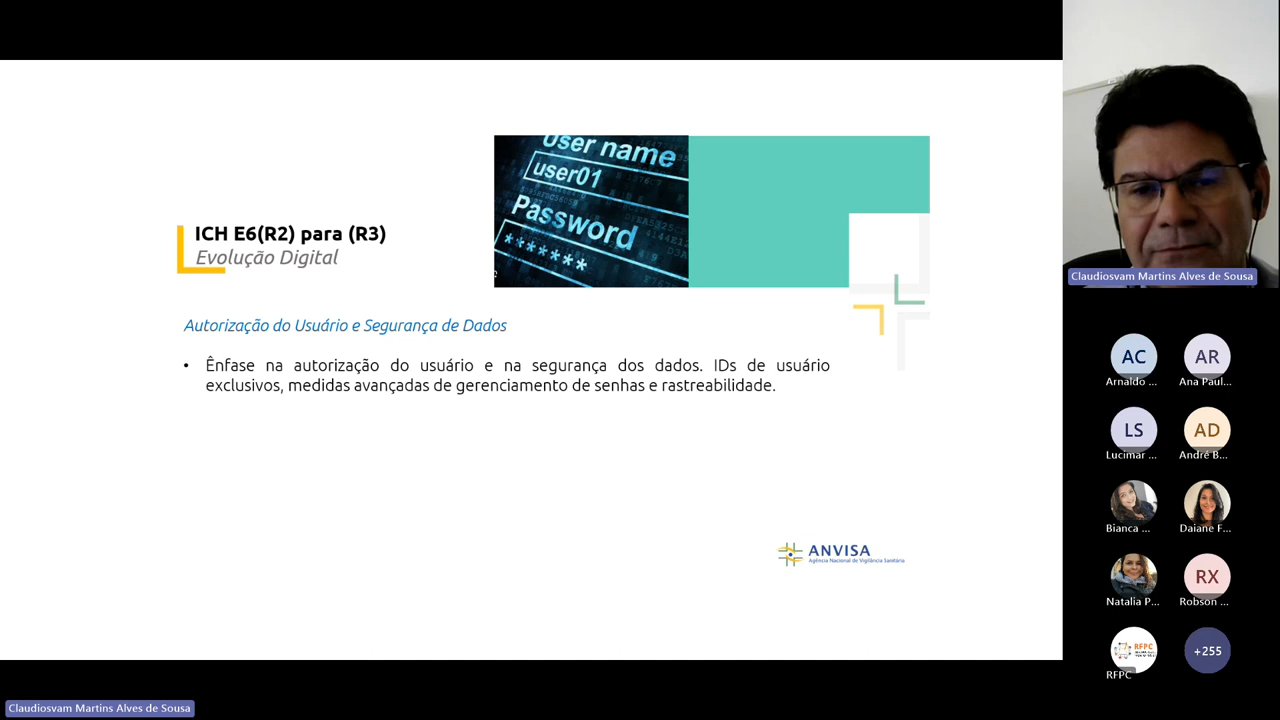 User name
user01
Password
*******
ICH E6(R2) para (R3)
Evolução Digital
Autorização do Usuário e Segurança de Dados
• Ênfase na autorização do usuário e na segurança dos dados. IDs de usuário
exclusivos, medidas avançadas de gerenciamento de senhas e rastreabilidade.
ANVISA
Agência Nacional de Vigilância Sanitária
Claudiosvam Martins Alves de Sousa
AC
AR
Arnaldo ...
Ana Paul...
LS
AD
Lucimar ...
André B...
Bianca ...
Daiane F...
Natalia P...
RX
Robson ...
RFPC
+255
RFPC
Claudiosvam Martins Alves de Sousa